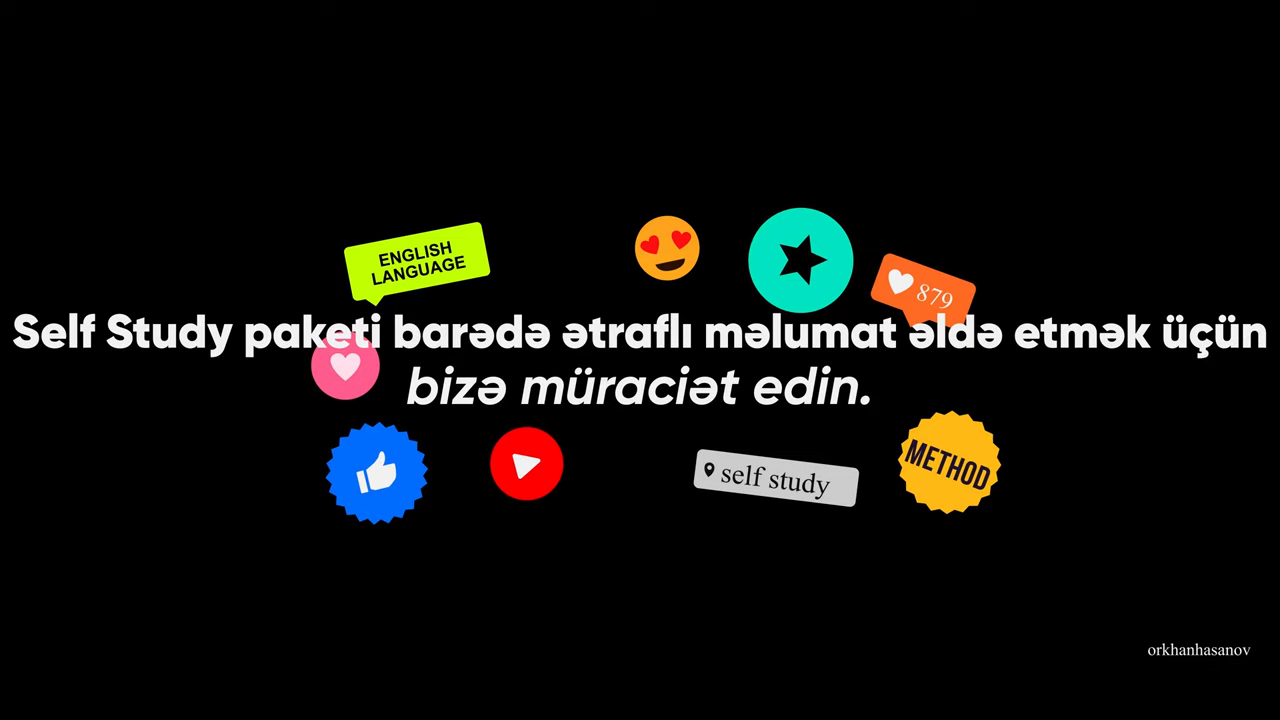 ENGLISH
LANGUAGE
879
Self Study paketi barədə ətraflı məlumat əldə etmək üçün
bizə müraciət edin.
METHOD
self study
orkhanhasanov